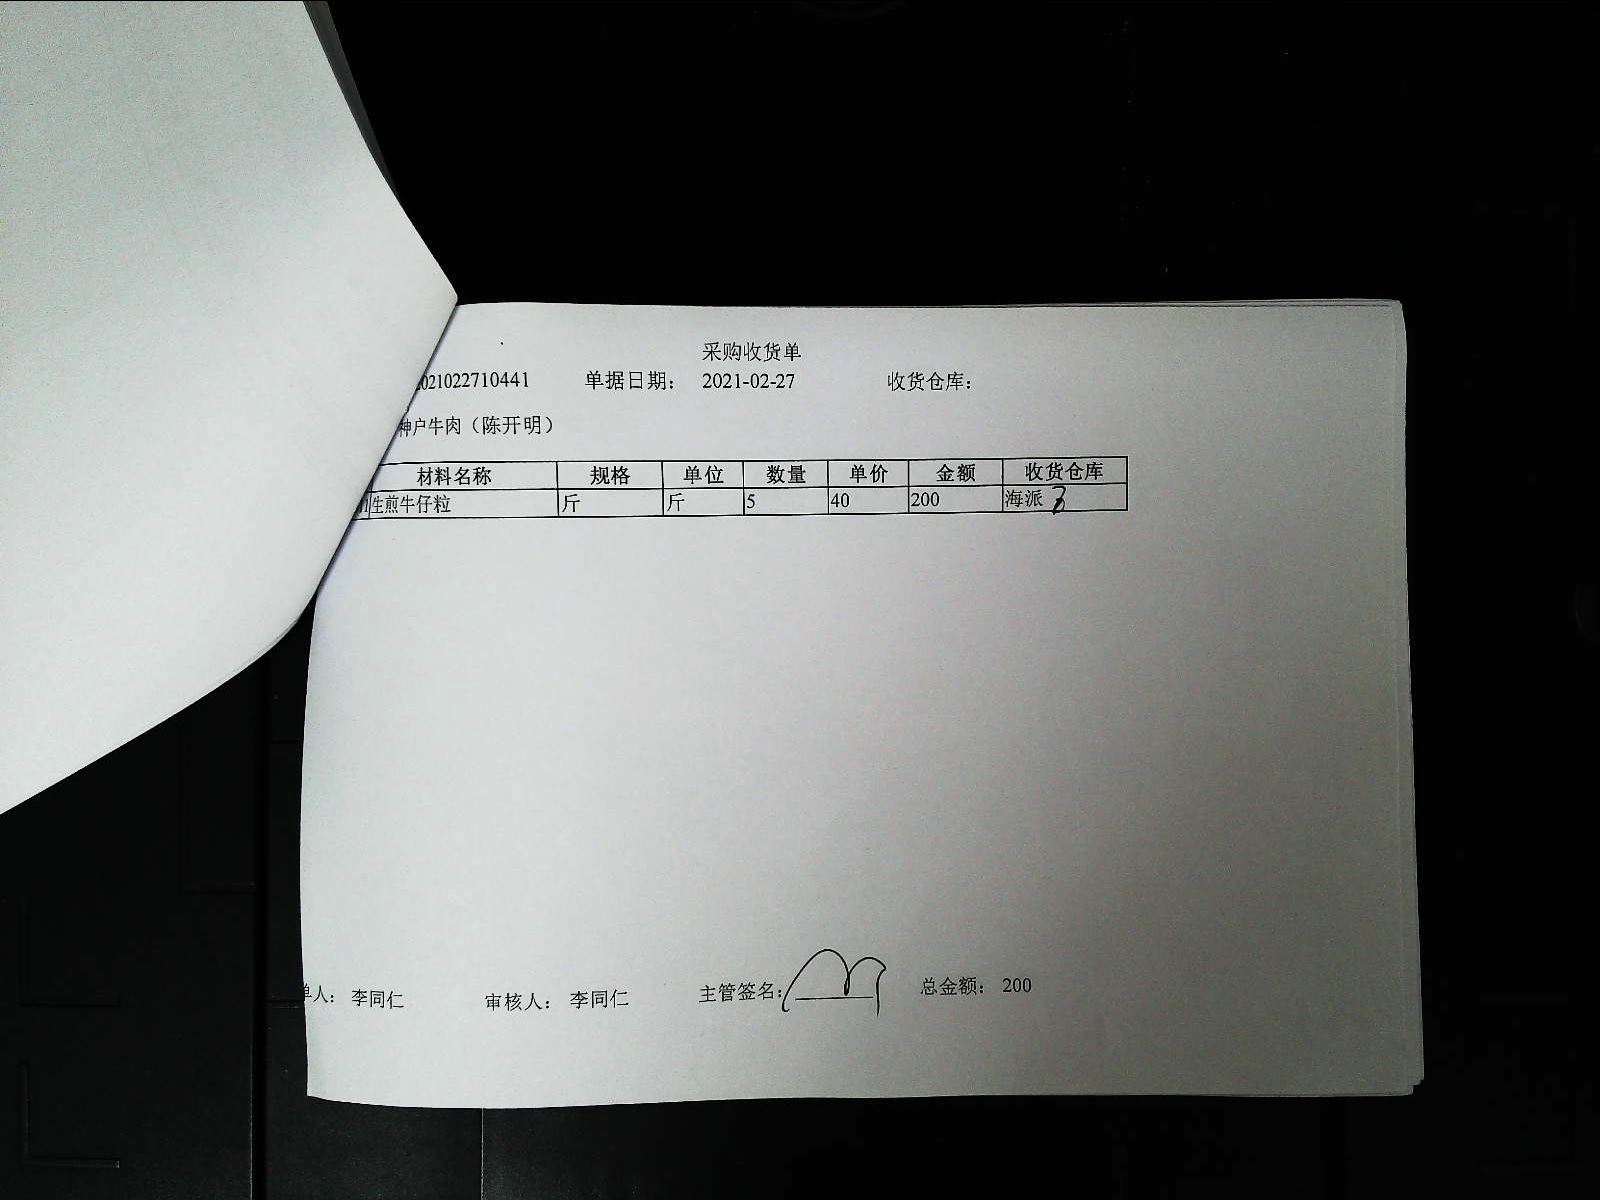 采购收货单
2021022710441 单据日期： 2021-02-27 收货仓库：
神户牛肉（陈开明）
材料名称 规格 单位 数量 单价 金额 收货仓库
生煎牛仔粒 斤 斤 5 40 200 海派
单人： 李同仁 审核人： 李同仁 主管签名： 总金额： 200